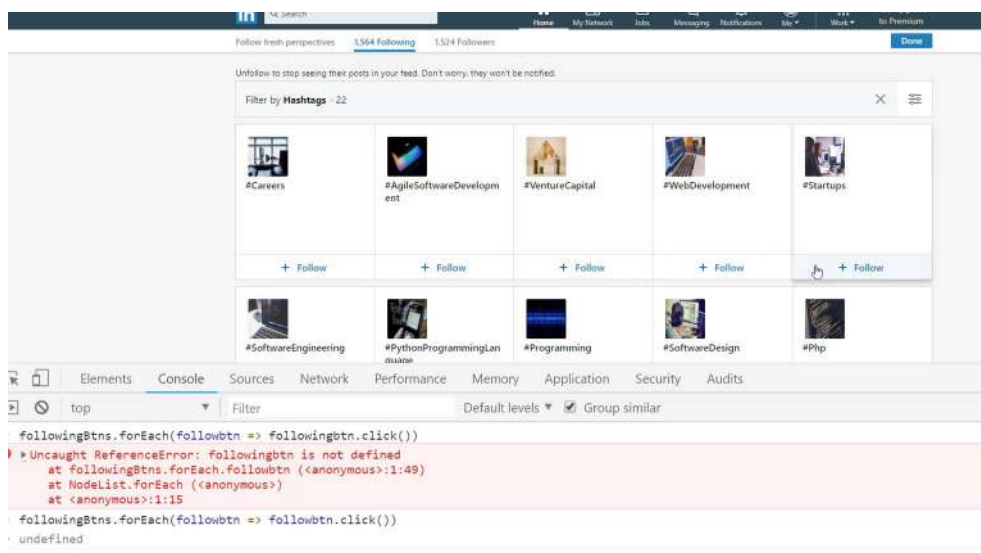 in Search
Home My Network Jobs Messaging Notifications Me Work to Premium
Follow fresh perspectives 1,564 Following 1,524 Followers Done
Unfollow to stop seeing their posts in your feed. Don't worry, they won't be notified.
Filter by Hashtags · 22
#Careers #AgileSoftwareDevelopm #VentureCapital #WebDevelopment #Startups
ent
+ Follow + Follow + Follow + Follow + Follow
#SoftwareEngineering #PythonProgrammingLan #Programming #SoftwareDesign #Php
guage
Elements Console Sources Network Performance Memory Application Security Audits
top Filter Default levels Group similar
followingBtns.forEach(followbtn => followingbtn.click())
Uncaught ReferenceError: followingbtn is not defined
at followingBtns.forEach.followbtn (<anonymous>:1:49)
at NodeList.forEach (<anonymous>)
at <anonymous>:1:15
followingBtns.forEach(followbtn => followbtn.click())
undefined